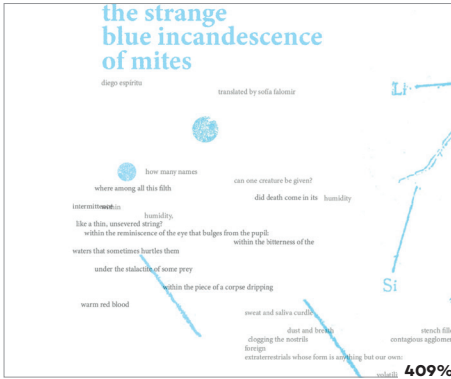 the strange
blue incandescence
of mites
diego espíritu
translated by sofía falomir
Li
how many names
can one creature be given?
where among all this filth
did death come in its humidity
intermittent within
humidity,
like a thin, unsevered string?
within the reminiscence of the eye that bulges from the pupil:
within the bitterness of the
waters that sometimes hurtles them
under the stalactite of some prey
within the piece of a corpse dripping
Si
warm red blood
sweat and saliva curdle
dust and breath
stench
clogging the nostrils
contagious
foreign
extraterrestrials whose form is anything but our own:
409%